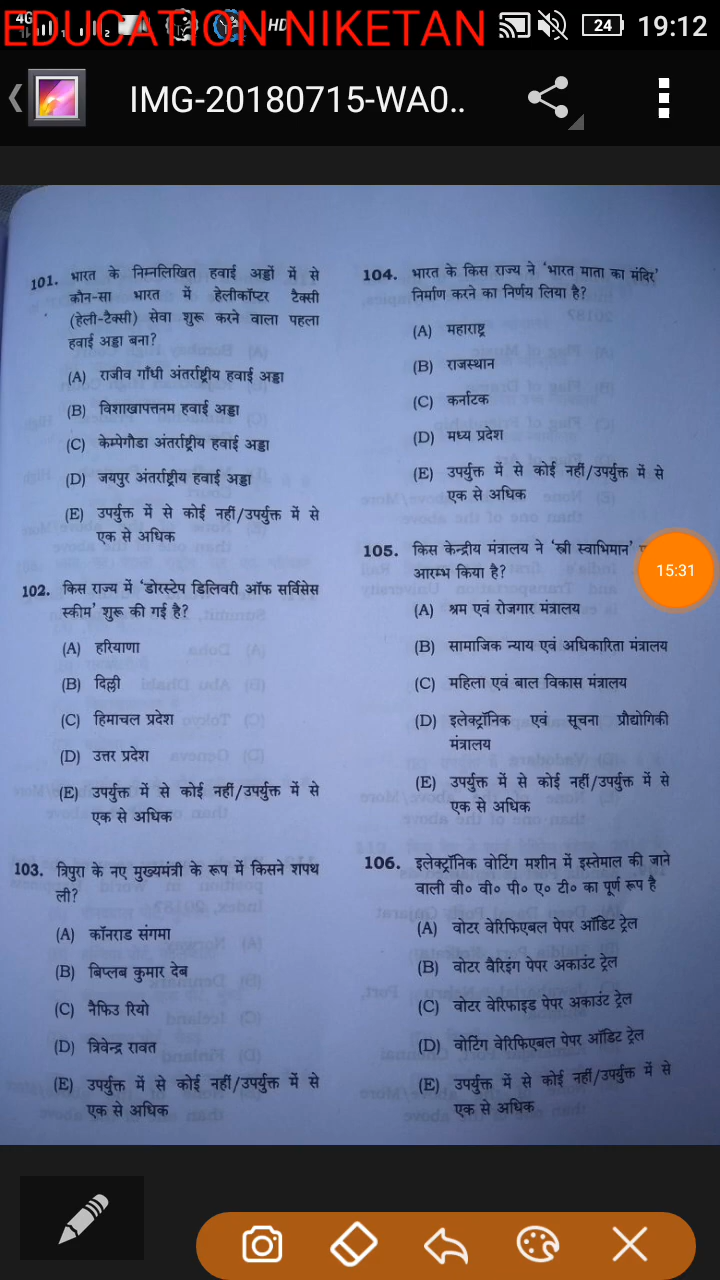 EDUCATION NIKETAN
4G
HD
24
19:12
IMG-20180715-WA0..
101. भारत के निम्नलिखित हवाई अड्डों में से
कौन-सा भारत में हेलीकॉप्टर टैक्सी
(हेली-टैक्सी) सेवा शुरू करने वाला पहला
हवाई अड्डा बना?
(A) राजीव गाँधी अंतर्राष्ट्रीय हवाई अड्डा
(B) विशाखापत्तनम हवाई अड्डा
(C) केम्पेगौडा अंतर्राष्ट्रीय हवाई अड्डा
(D) जयपुर अंतर्राष्ट्रीय हवाई अड्डा
(E) उपर्युक्त में से कोई नहीं/उपर्युक्त में से
एक से अधिक
102. किस राज्य में 'डोरस्टेप डिलिवरी ऑफ सर्विसेस
स्कीम' शुरू की गई है?
(A) हरियाणा
(B) दिल्ली
(C) हिमाचल प्रदेश
(D) उत्तर प्रदेश
(E) उपर्युक्त में से कोई नहीं/उपर्युक्त में से
एक से अधिक
103. त्रिपुरा के नए मुख्यमंत्री के रूप में किसने शपथ
ली?
(A) कॉनराड संगमा
(B) बिप्लब कुमार देब
(C) नैफिउ रियो
(D) त्रिवेन्द्र रावत
(E) उपर्युक्त में से कोई नहीं/उपर्युक्त में से
एक से अधिक
104. भारत के किस राज्य ने 'भारत माता का मंदिर'
निर्माण करने का निर्णय लिया है?
(A) महाराष्ट्र
(B) राजस्थान
(C) कर्नाटक
(D) मध्य प्रदेश
(E) उपर्युक्त में से कोई नहीं/उपर्युक्त में से
एक से अधिक
105. किस केन्द्रीय मंत्रालय ने 'स्त्री स्वाभिमान'
आरम्भ किया है?
(A) श्रम एवं रोजगार मंत्रालय
(B) सामाजिक न्याय एवं अधिकारिता मंत्रालय
(C) महिला एवं बाल विकास मंत्रालय
(D) इलेक्ट्रॉनिक एवं सूचना प्रौद्योगिकी
मंत्रालय
(E) उपर्युक्त में से कोई नहीं/उपर्युक्त में से
एक से अधिक
106. इलेक्ट्रॉनिक वोटिंग मशीन में इस्तेमाल की जाने
वाली वी० वी० पी० ए० टी० का पूर्ण रूप है
(A) वोटर वेरिफिएबल पेपर ऑडिट ट्रेल
(B) वोटर वैरिइंग पेपर अकाउंट ट्रेल
(C) वोटर वेरिफाइड पेपर अकाउंट ट्रेल
(D) वोटिंग वेरिफिएबल पेपर ऑडिट ट्रेल
(E) उपर्युक्त में से कोई नहीं/उपर्युक्त में से
एक से अधिक
15:31